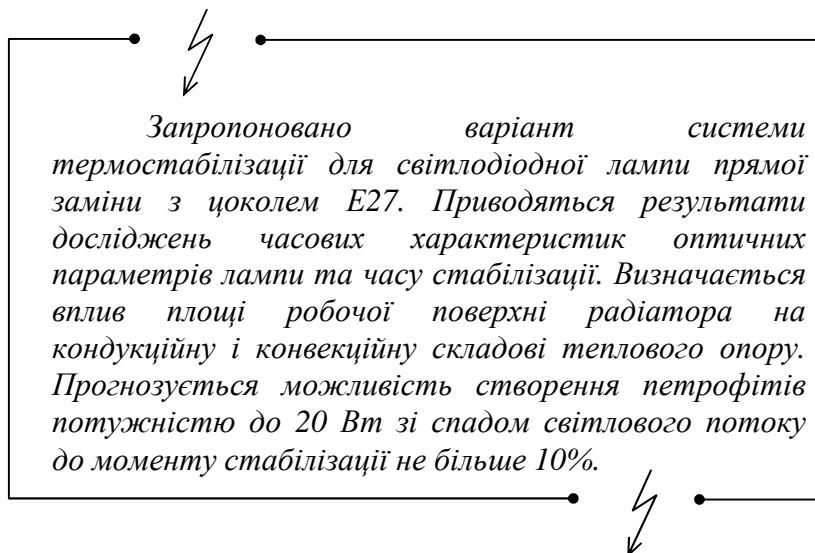 Запропоновано варіант системи
термостабілізації для світлодіодної лампи прямої
заміни з цоколем Е27. Приводяться результати
досліджень часових характеристик оптичних
параметрів лампи та часу стабілізації. Визначається
вплив площі робочої поверхні радіатора на
кондукційну і конвекційну складові теплового опору.
Прогнозується можливість створення петрофітів
потужністю до 20 Вт зі спадом світлового потоку
до моменту стабілізації не більше 10%.